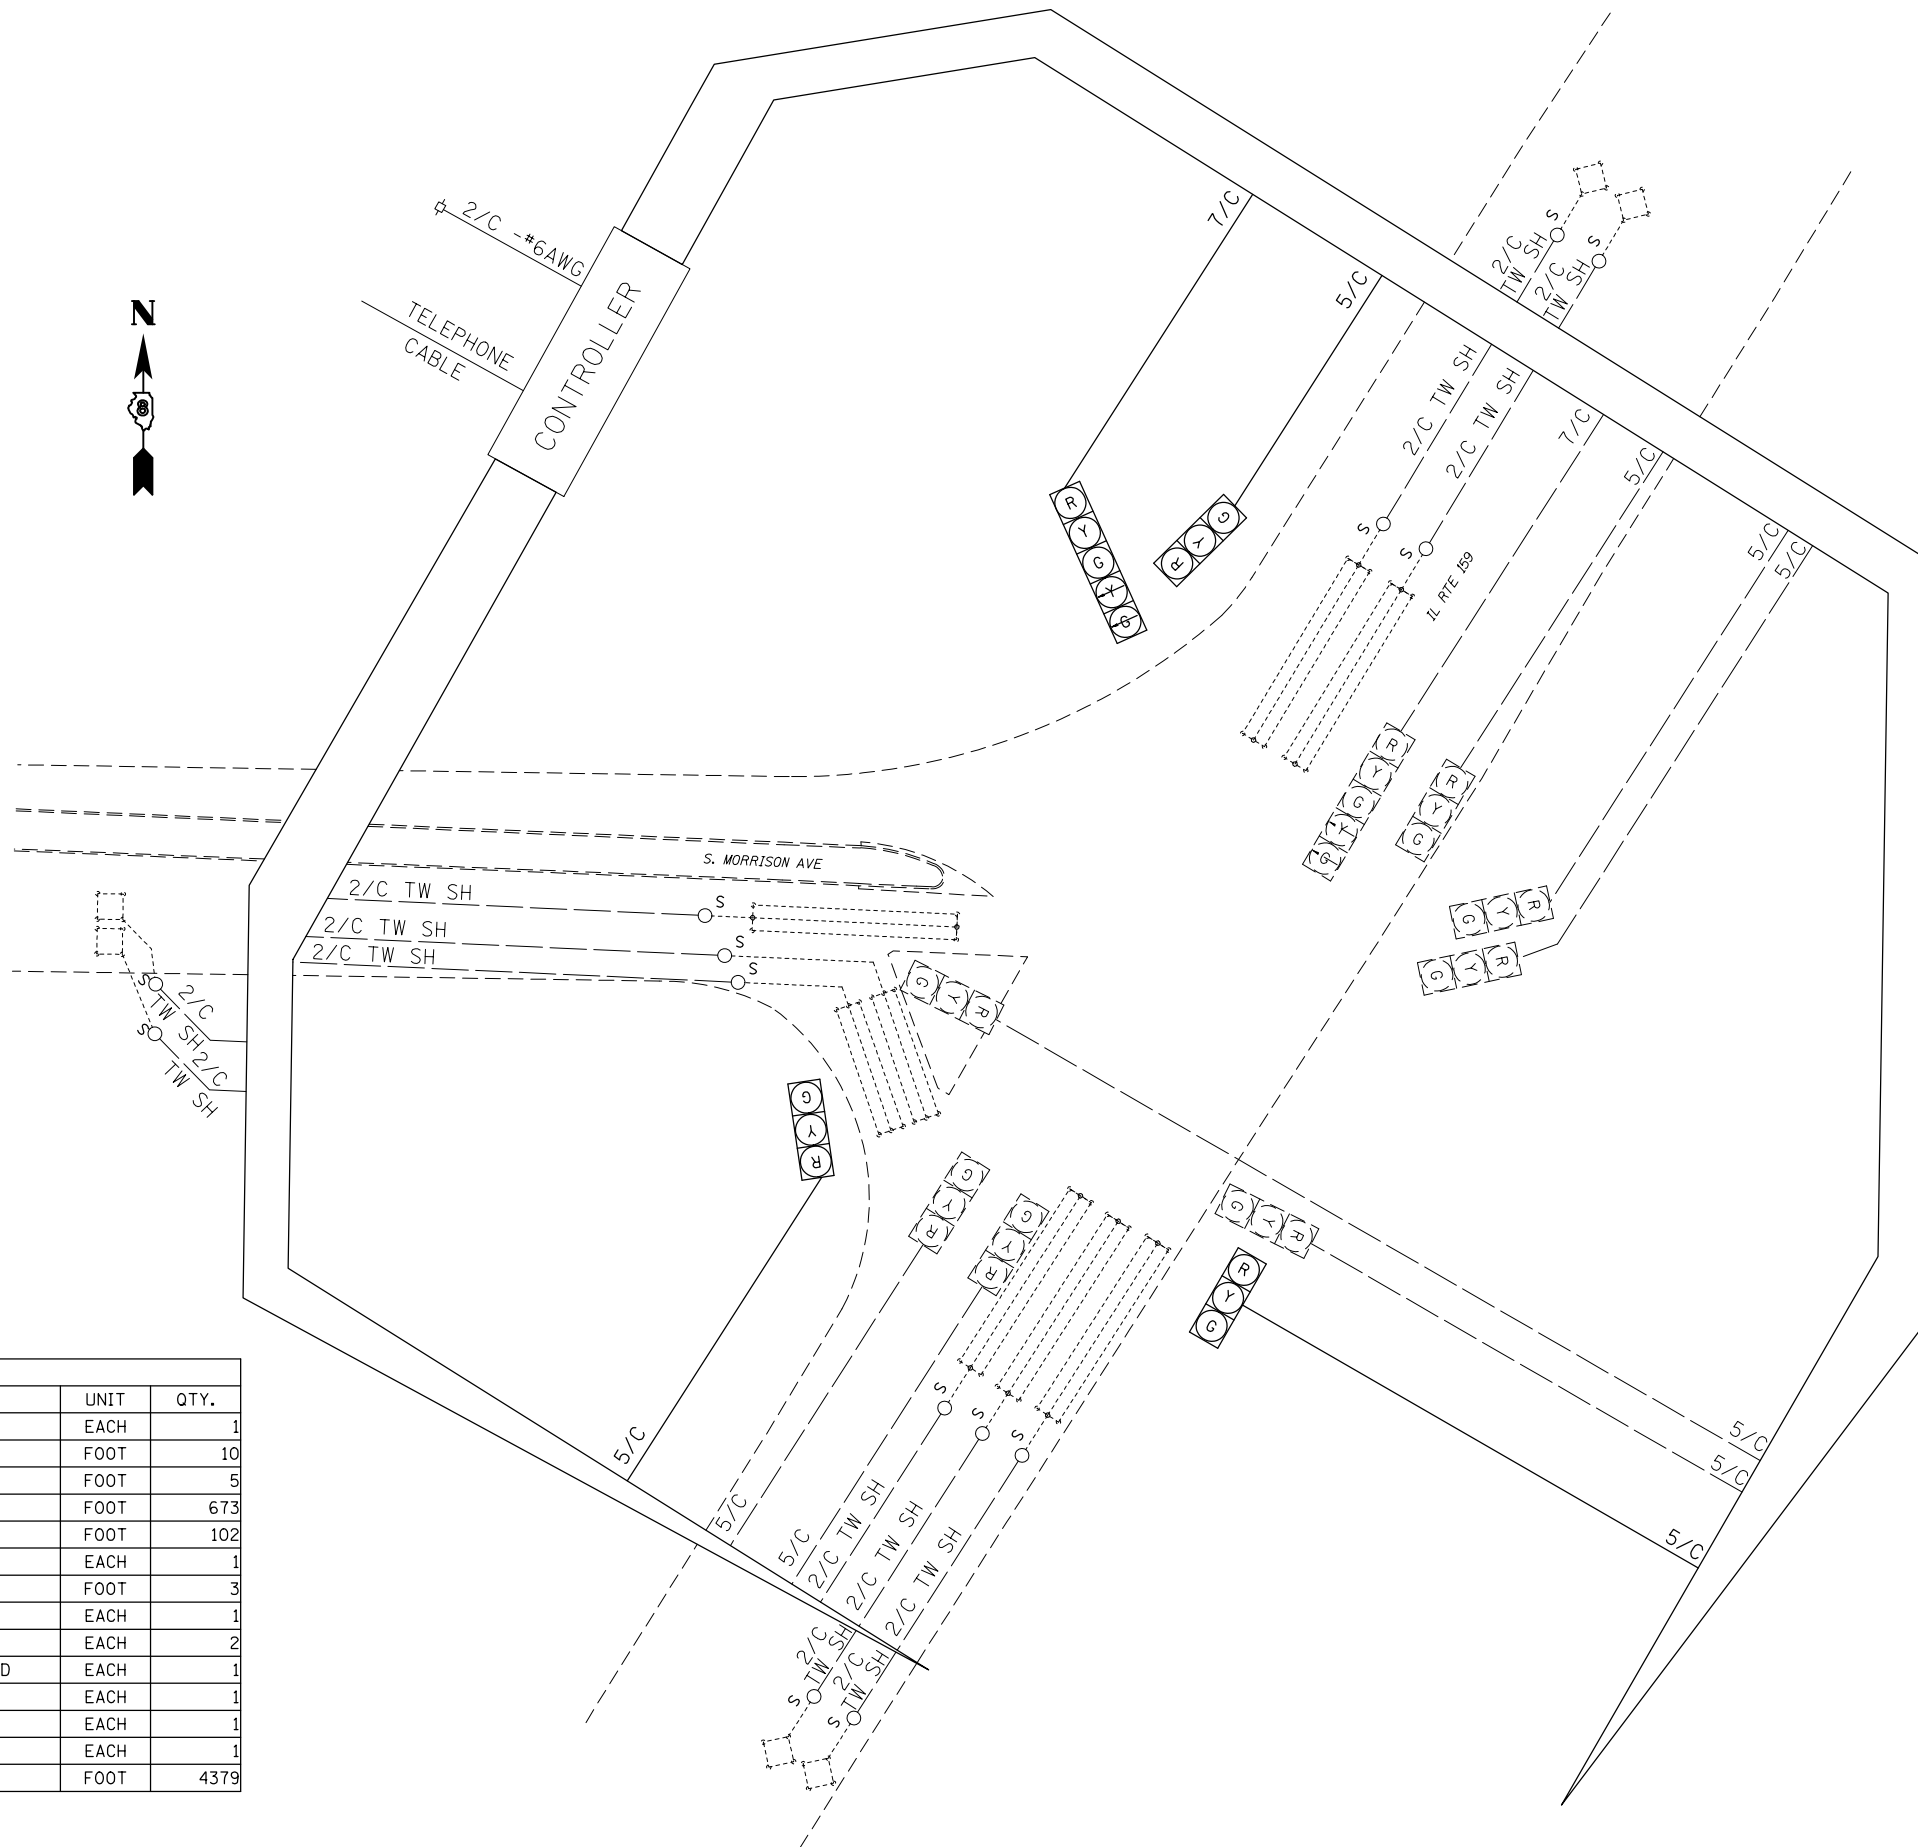 N
8
2/C -#6AWG
TELEPHONE
CABLE
CONTROLLER
7/C
5/C
2/C
TW SH
S
2/C
TW SH
S
2/C TW SH
2/C TW SH
7/C
5/C
5/C
5/C
S
S
IL RTE 159
R
Y
G
Y
G
R
Y
G
R
Y
G
Y
G
R
Y
G
R
Y
G
R
Y
G
S. MORRISON AVE
2/C TW SH
S
2/C TW SH
S
2/C TW SH
S
S
2/C
TW SH
S
2/C
TW SH
R
Y
G
R
Y
G
R
Y
G
R
Y
G
R
Y
G
R
Y
G
S
S
S
5/C
5/C
5/C
2/C TW SH
2/C TW SH
2/C TW SH
5/C
5/C
5/C
2/C
TW SH
S
2/C
TW SH
S
UNIT QTY.
EACH 1
FOOT 10
FOOT 5
FOOT 673
FOOT 102
EACH 1
FOOT 3
EACH 1
EACH 2
D EACH 1
EACH 1
EACH 1
EACH 1
FOOT 4379